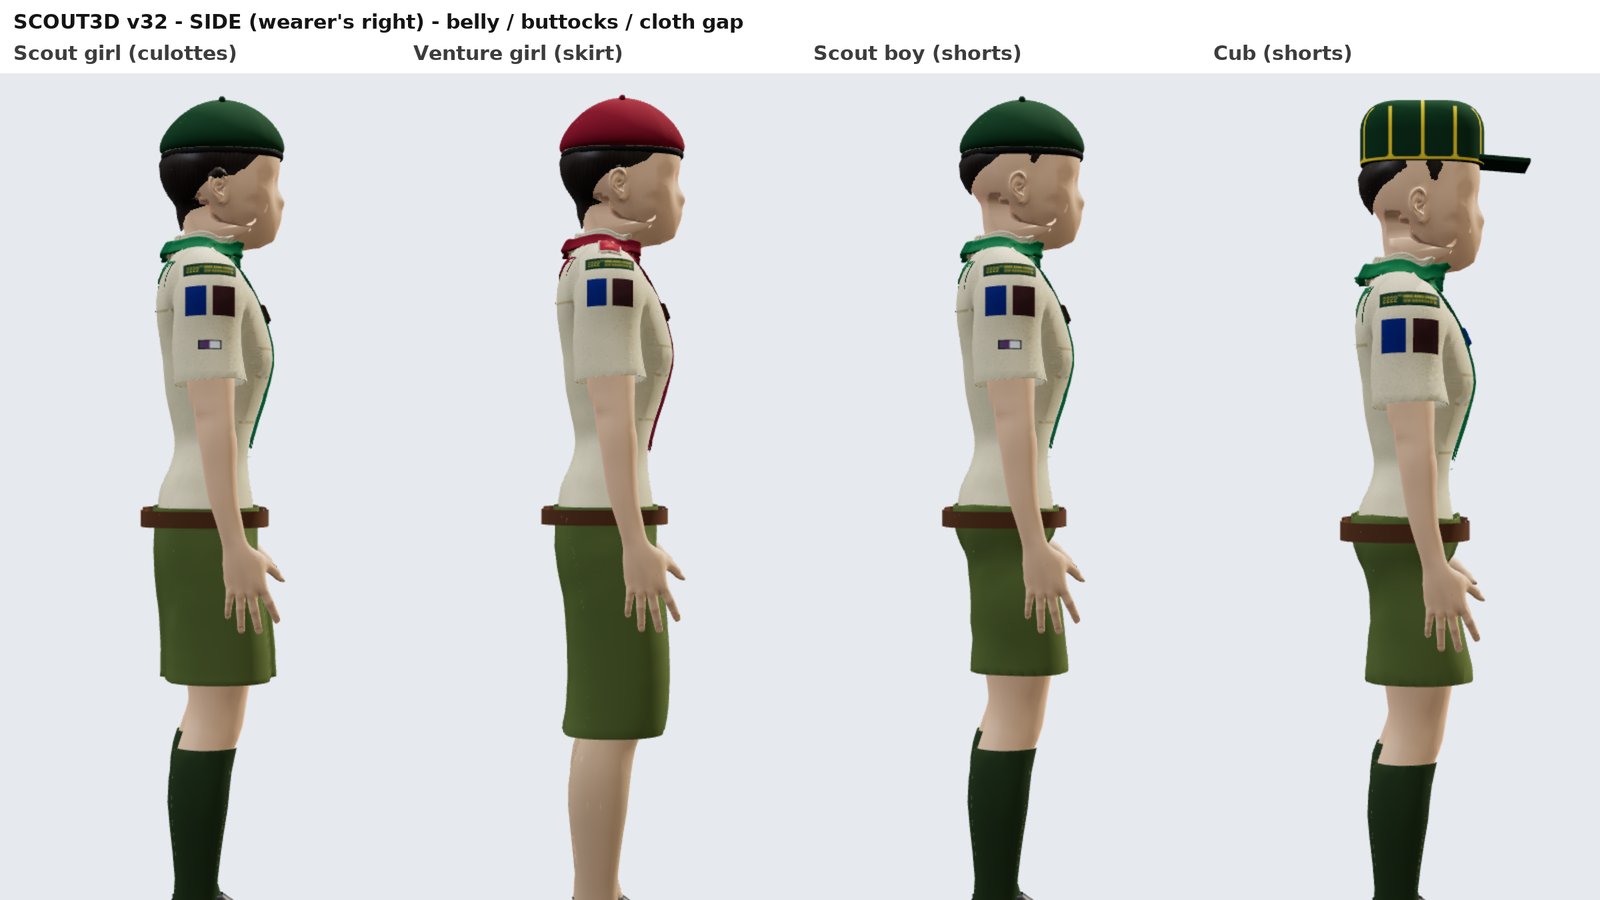 SCOUT3D v32 - SIDE (wearer's right) - belly / buttocks / cloth gap
Scout girl (culottes)
Venture girl (skirt)
Scout boy (shorts)
Cub (shorts)